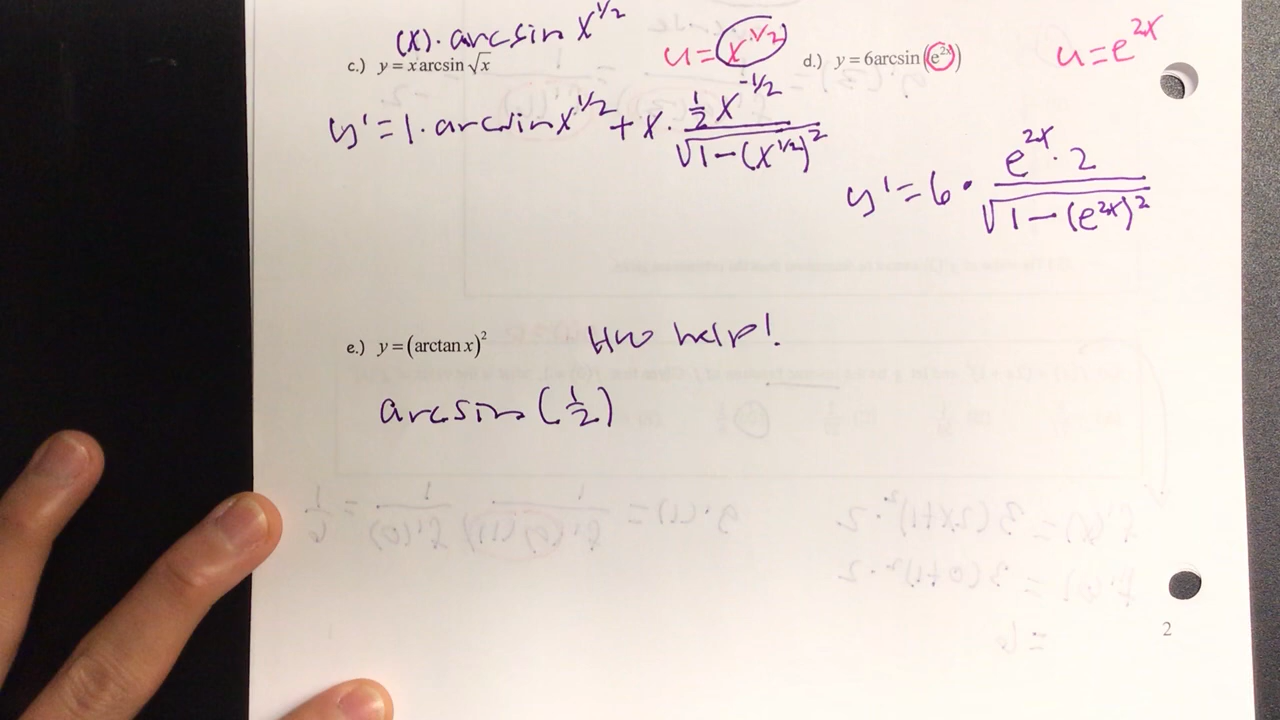 (x) · arcsin x^1/2
c.) y = x arcsin √x
u = x^1/2
y' = 1 · arcsin x^1/2 + x · (1/2 x^-1/2) / √(1-(x^1/2)^2)
d.) y = 6arcsin(e^2x)
u = e^2x
y' = 6 · (e^2x · 2) / √(1-(e^2x)^2)
e.) y = (arctan x)^2
HW help!
arcsin (1/2)
2